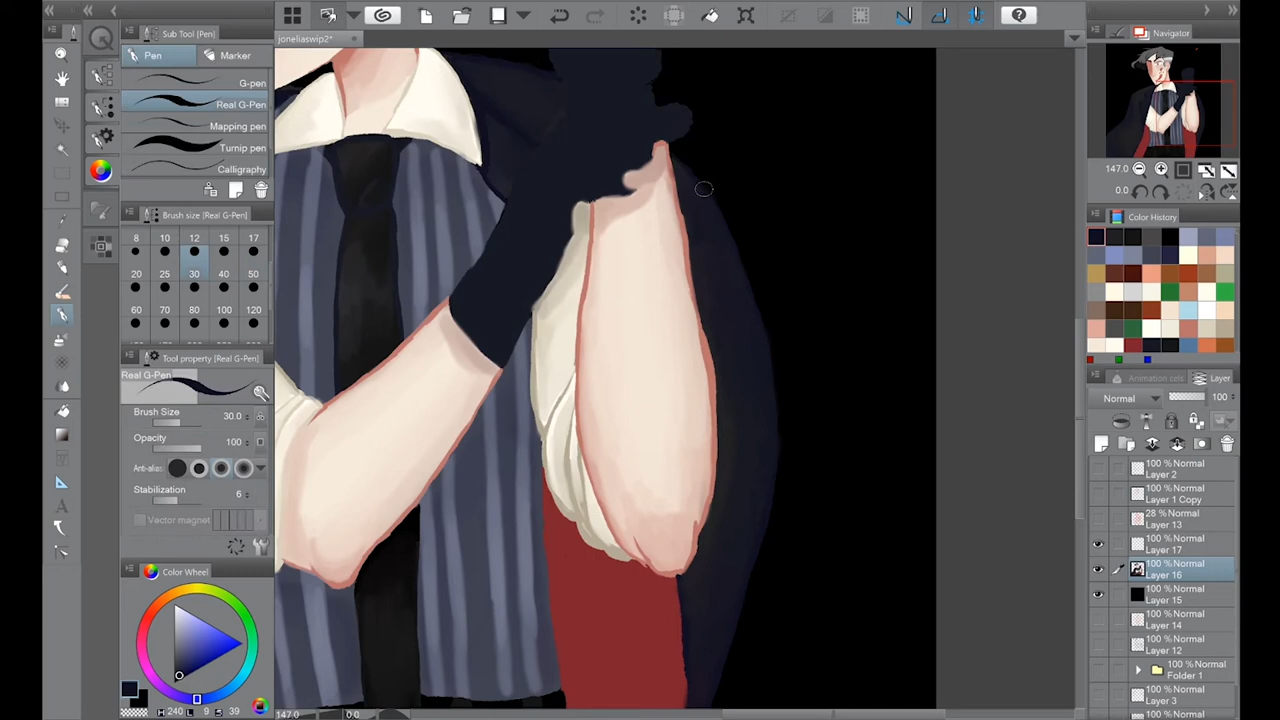 Sub Tool [Pen]
Pen
Marker
G-pen
Real G-Pen
Mapping pen
Turnip pen
Calligraphy
Brush size [Real G-Pen]
8 10 12 15 17
20 25 30 40 50
60 70 80 100 120
Tool property [Real G-Pen]
Real G-Pen
Brush Size 30.0
Opacity 100
Anti-alias
Stabilization 6
Vector magnet
Color Wheel
H 240 S 9 39
joneliaswip2*
147.0 0.0
Navigator
147.0
0.0
Color History
Animation cels
Layer
Normal 100
100 % Normal
Layer 2
100 % Normal
Layer 1 Copy
28 % Normal
Layer 13
100 % Normal
Layer 17
100 % Normal
Layer 16
100 % Normal
Layer 15
100 % Normal
Layer 14
100 % Normal
Layer 12
100 % Normal
Folder 1
100 % Normal
Layer 3
100 % Normal